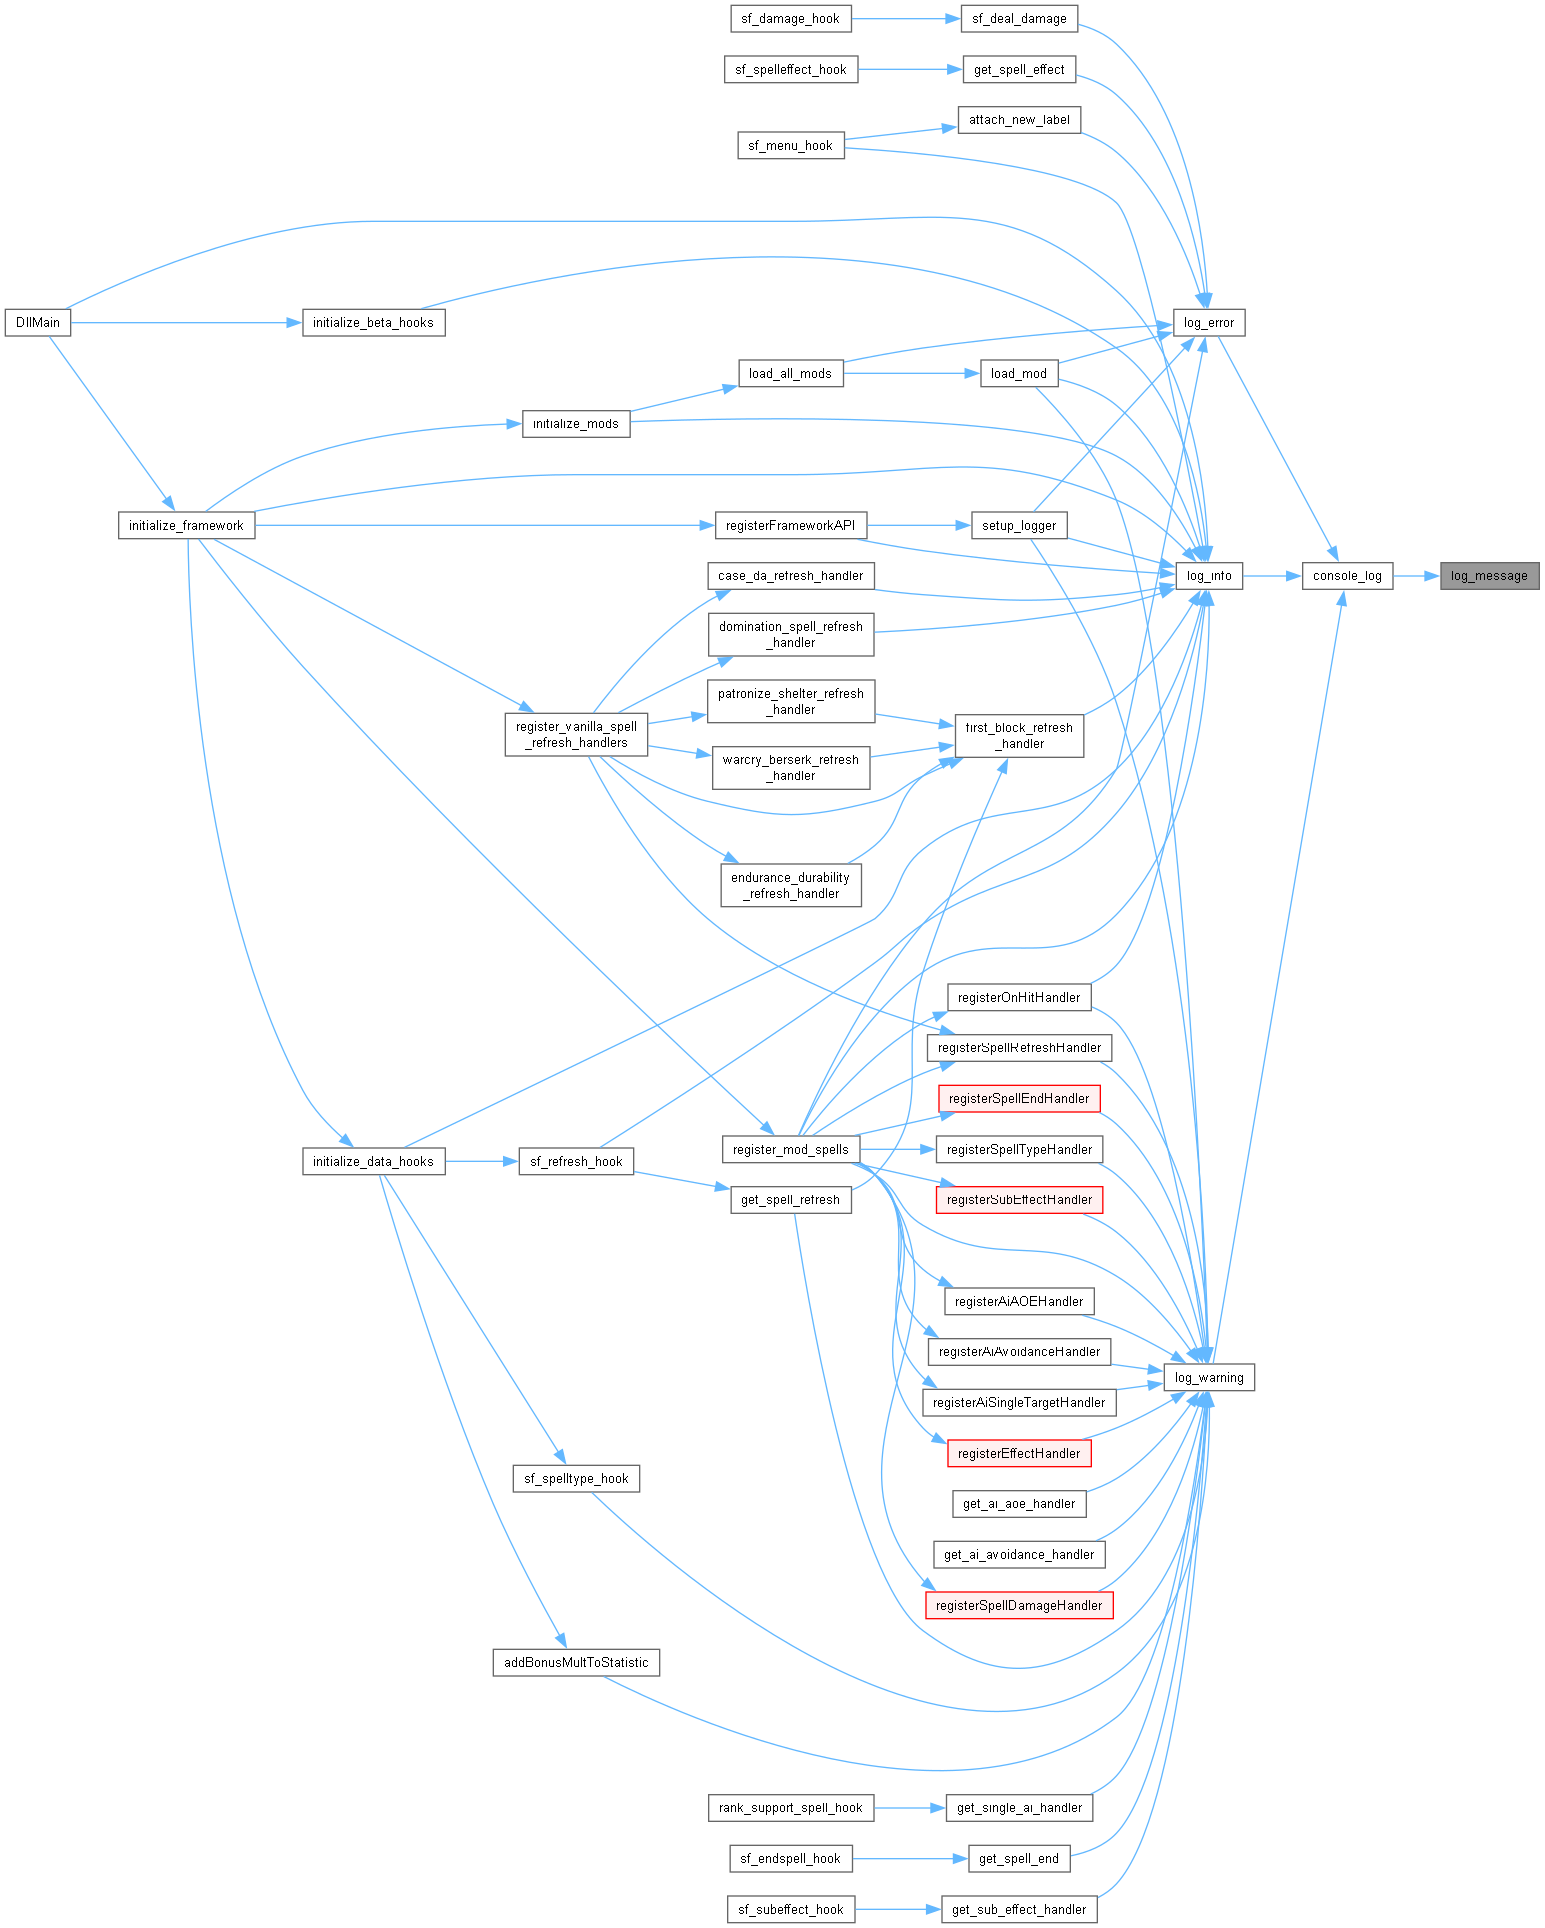 sf_damage_hook
sf_deal_damage
sf_spelleffect_hook
get_spell_effect
attach_new_label
sf_menu_hook
DllMain
initialize_beta_hooks
log_error
load_all_mods
load_mod
initialize_mods
initialize_framework
registerFrameworkAPI
setup_logger
case_da_refresh_handler
log_info
console_log
log_message
domination_spell_refresh
_handler
patronize_shelter_refresh
_handler
register_vanilla_spell
_refresh_handlers
first_block_refresh
_handler
warcry_berserk_refresh
_handler
endurance_durability
_refresh_handler
registerOnHitHandler
registerSpellRefreshHandler
registerSpellEndHandler
register_mod_spells
registerSpellTypeHandler
initialize_data_hooks
sf_refresh_hook
get_spell_refresh
registerSubEffectHandler
registerAiAOEHandler
registerAiAvoidanceHandler
log_warning
registerAiSingleTargetHandler
registerEffectHandler
sf_spelltype_hook
get_ai_aoe_handler
get_ai_avoidance_handler
registerSpellDamageHandler
addBonusMultToStatistic
rank_support_spell_hook
get_single_ai_handler
sf_endspell_hook
get_spell_end
sf_subeffect_hook
get_sub_effect_handler